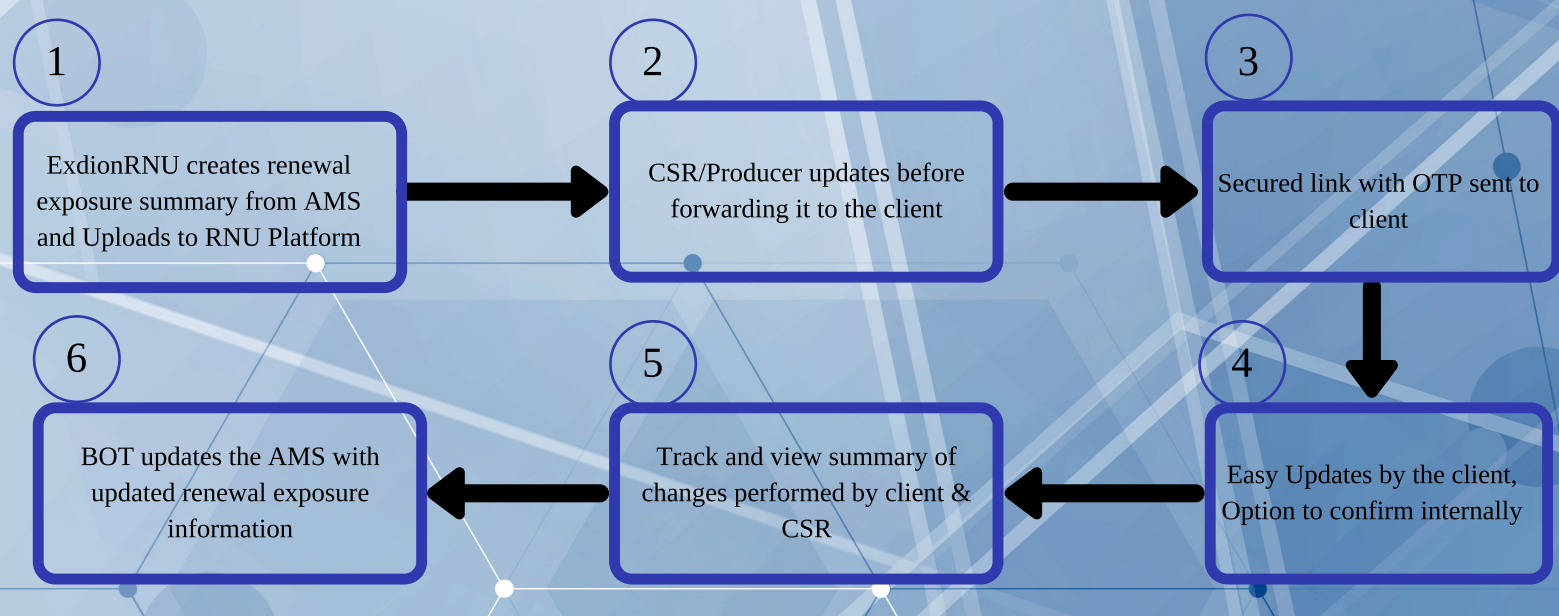 1
ExdionRNU creates renewal
exposure summary from AMS
and Uploads to RNU Platform
2
CSR/Producer updates before
forwarding it to the client
3
Secured link with OTP sent to
client
4
Easy Updates by the client,
Option to confirm internally
5
Track and view summary of
changes performed by client &
CSR
6
BOT updates the AMS with
updated renewal exposure
information